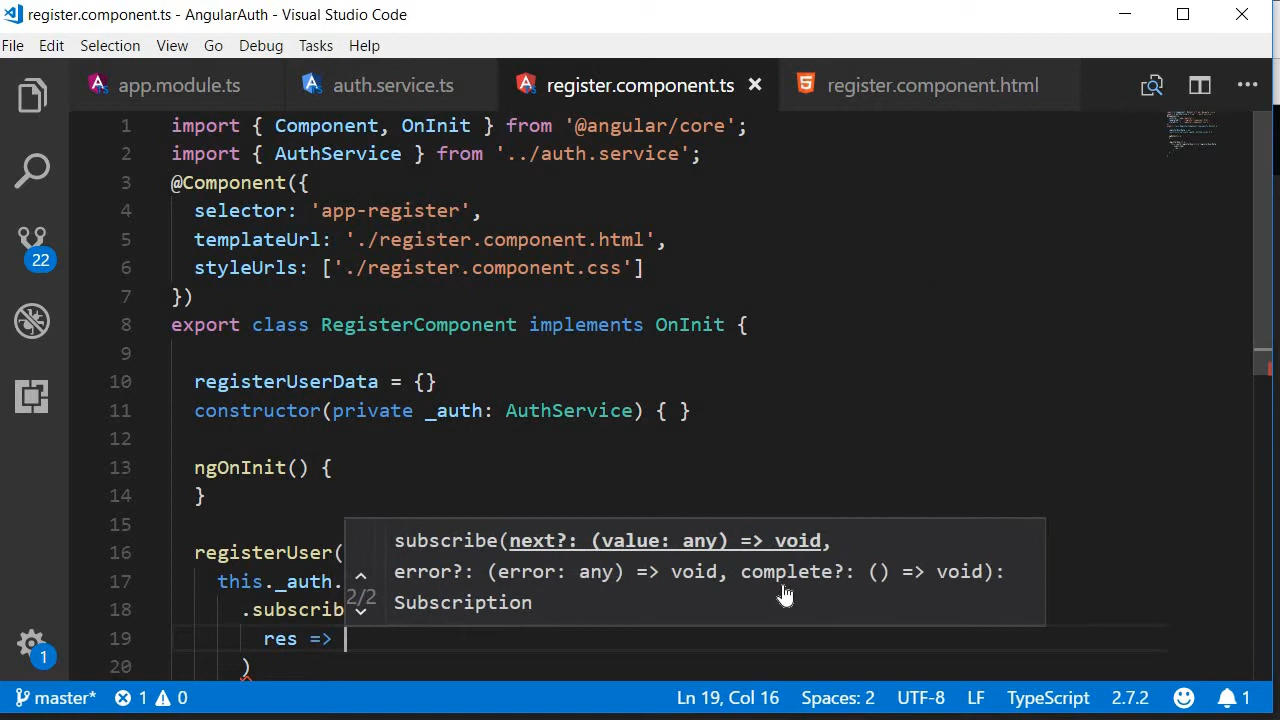 register.component.ts - AngularAuth - Visual Studio Code
File Edit Selection View Go Debug Tasks Help
app.module.ts auth.service.ts register.component.ts register.component.html
1 import { Component, OnInit } from '@angular/core';
2 import { AuthService } from '../auth.service';
3 @Component({
4 selector: 'app-register',
5 templateUrl: './register.component.html',
6 styleUrls: ['./register.component.css']
7 })
8 export class RegisterComponent implements OnInit {
9
10 registerUserData = {}
11 constructor(private _auth: AuthService) { }
12
13 ngOnInit() {
14 }
15
subscribe(next?: (value: any) => void,
16 registerUser(
error?: (error: any) => void, complete?: () => void):
17 this._auth.
2/2
Subscription
18 .subscrib
19 res =>
20 )
22
1
master* 1 0 Ln 19, Col 16 Spaces: 2 UTF-8 LF TypeScript 2.7.2 1